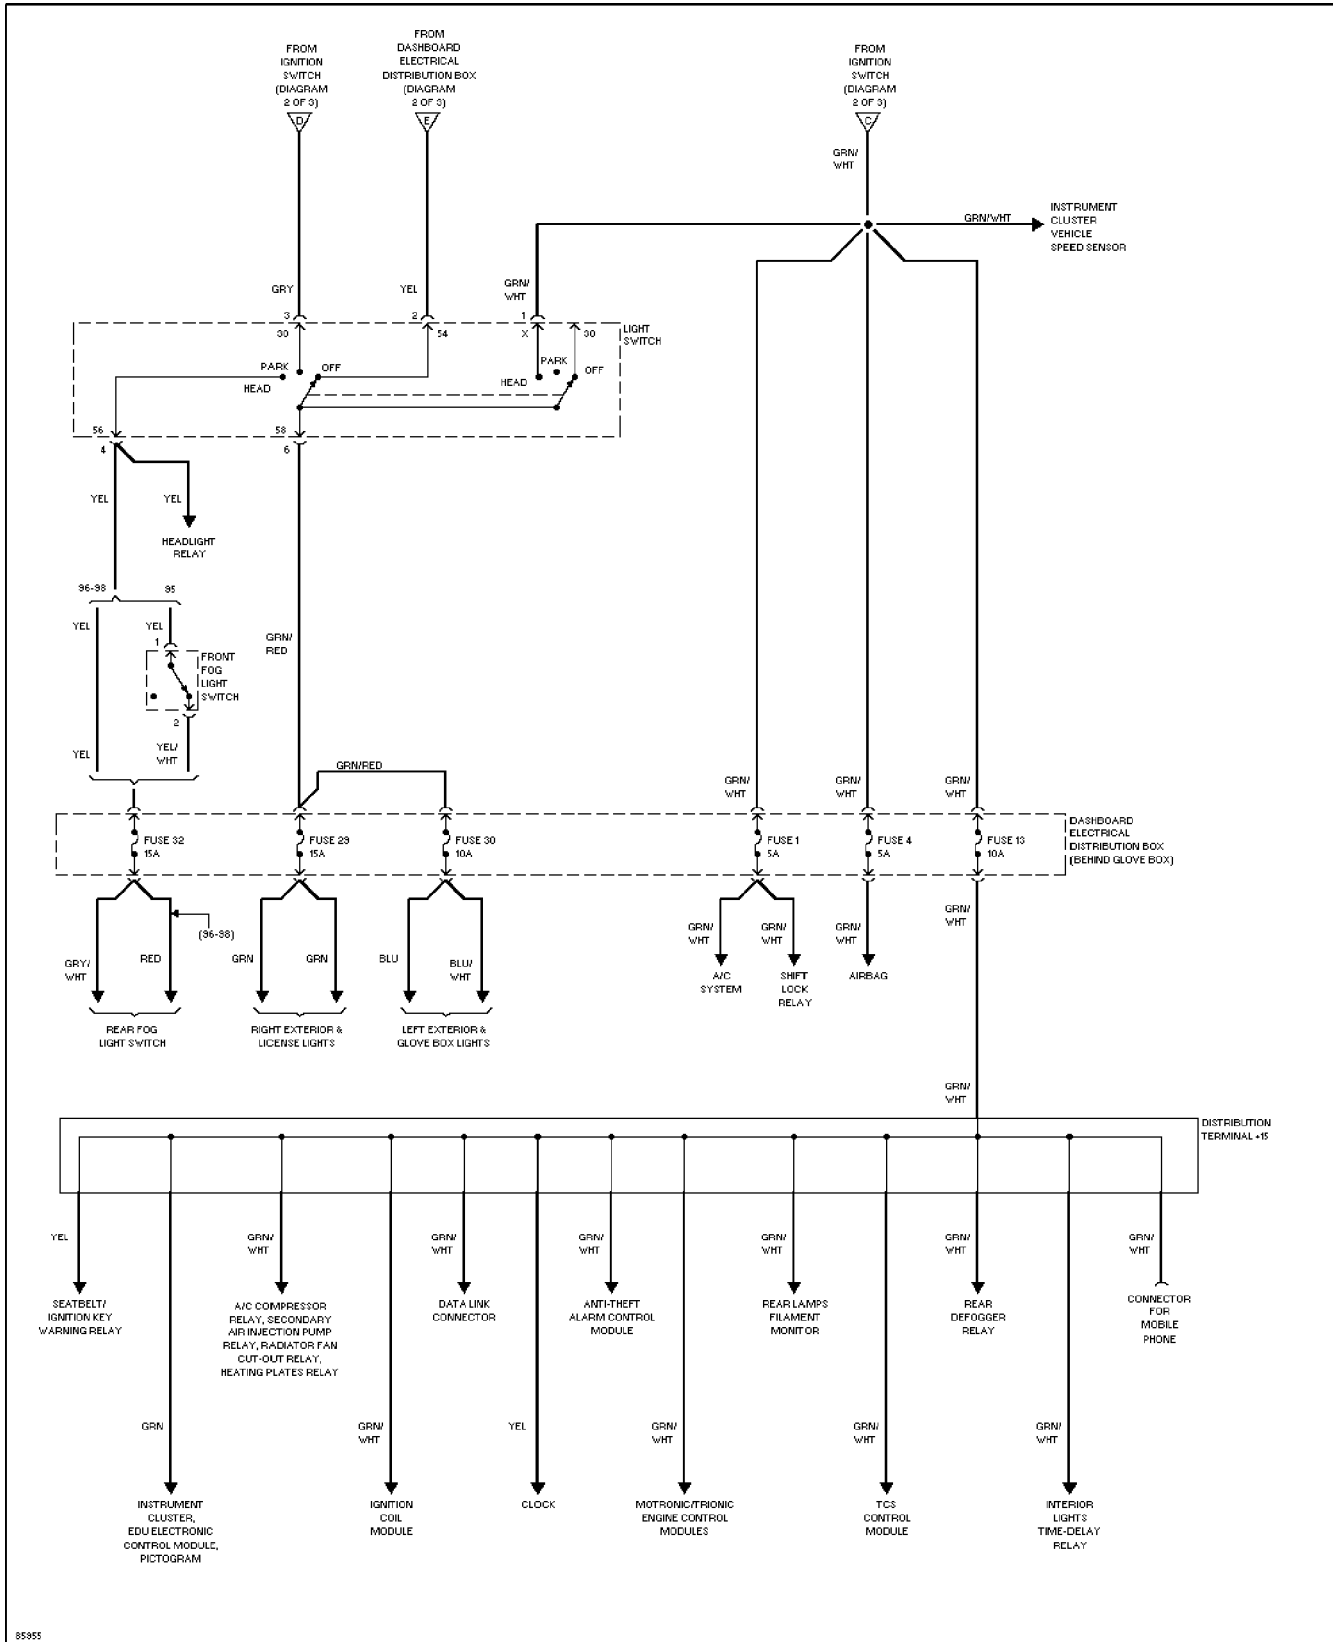 FROM
IGNITION
SWITCH
(DIAGRAM
2 OF 3)
D
FROM
DASHBOARD
ELECTRICAL
DISTRIBUTION BOX
(DIAGRAM
2 OF 3)
E
FROM
IGNITION
SWITCH
(DIAGRAM
2 OF 3)
C
GRN/
WHT
GRN/WHT
INSTRUMENT
CLUSTER
VEHICLE
SPEED SENSOR
GRY
YEL
GRN/
WHT
3
2
1
30
54
X
30
LIGHT
SWITCH
PARK
OFF
HEAD
PARK
OFF
HEAD
56
58
4
6
YEL
YEL
HEADLIGHT
RELAY
96-98
95
YEL
YEL
1
GRN/
RED
FRONT
FOG
LIGHT
SWITCH
2
YEL
YEL/
WHT
GRN/RED
GRN/
WHT
GRN/
WHT
GRN/
WHT
FUSE 32
15A
FUSE 29
15A
FUSE 30
10A
FUSE 1
5A
FUSE 4
5A
FUSE 13
10A
DASHBOARD
ELECTRICAL
DISTRIBUTION BOX
(BEHIND GLOVE BOX)
(96-98)
GRY/
WHT
RED
GRN
GRN
BLU
BLU/
WHT
GRN/
WHT
GRN/
WHT
GRN/
WHT
GRN/
WHT
A/C
SYSTEM
SHIFT
LOCK
RELAY
AIRBAG
REAR FOG
LIGHT SWITCH
RIGHT EXTERIOR &
LICENSE LIGHTS
LEFT EXTERIOR &
GLOVE BOX LIGHTS
GRN/
WHT
DISTRIBUTION
TERMINAL +15
YEL
GRN/
WHT
GRN/
WHT
GRN/
WHT
GRN/
WHT
GRN/
WHT
GRN/
WHT
SEATBELT/
IGNITION KEY
WARNING RELAY
A/C COMPRESSOR
RELAY, SECONDARY
AIR INJECTION PUMP
RELAY, RADIATOR FAN
CUT-OUT RELAY,
HEATING PLATES RELAY
DATA LINK
CONNECTOR
ANTI-THEFT
ALARM CONTROL
MODULE
REAR LAMPS
FILAMENT
MONITOR
REAR
DEFOGGER
RELAY
CONNECTOR
FOR
MOBILE
PHONE
GRN
GRN/
WHT
YEL
GRN/
WHT
GRN/
WHT
GRN/
WHT
INSTRUMENT
CLUSTER,
EDU ELECTRONIC
CONTROL MODULE,
PICTOGRAM
IGNITION
COIL
MODULE
CLOCK
MOTRONIC/TRIONIC
ENGINE CONTROL
MODULES
TCS
CONTROL
MODULE
INTERIOR
LIGHTS
TIME-DELAY
RELAY
85955